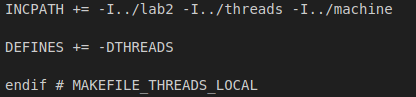 INCPATH += -I../lab2 -I../threads -I../machine
DEFINES += -DTHREADS
endif # MAKEFILE_THREADS_LOCAL